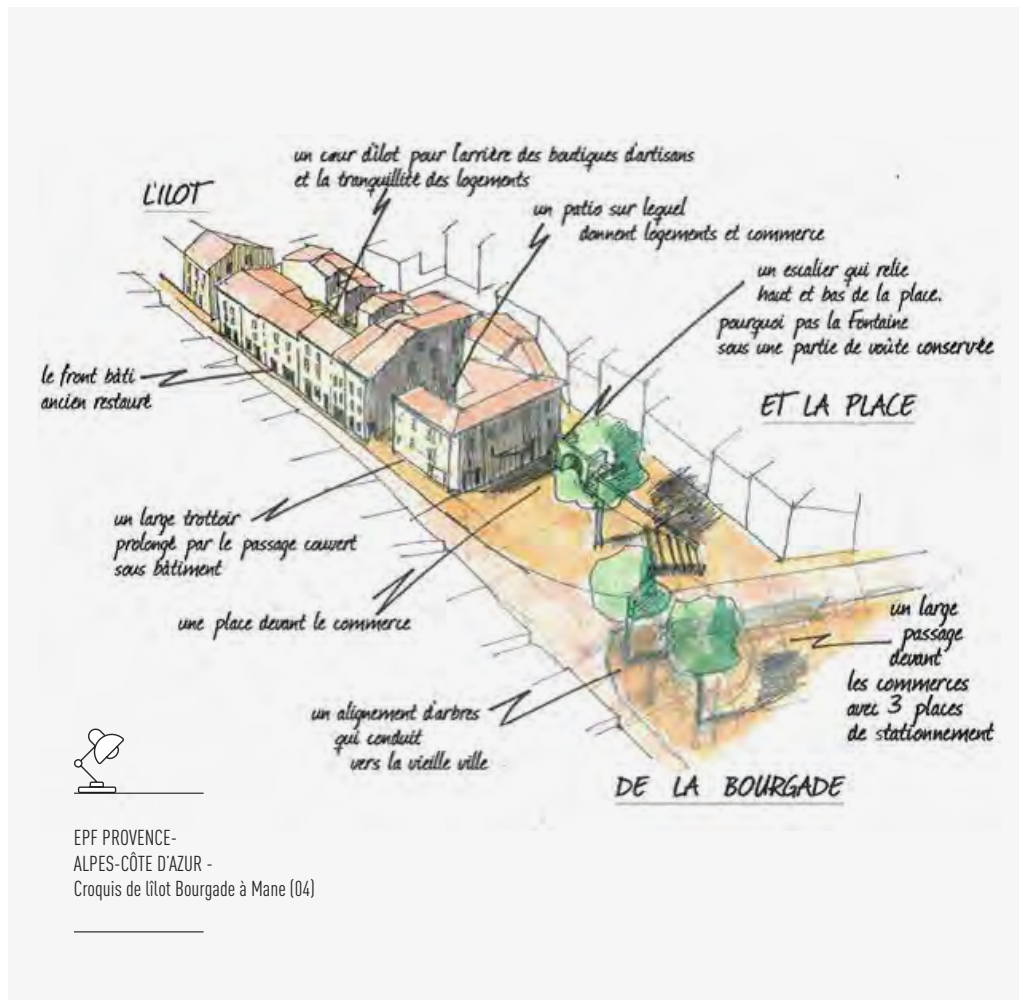 L'ILOT
un cœur d'ilot pour l'arrière des boutiques d'artisans
et la tranquillité des logements
un patio sur lequel
donnent logements et commerce
un escalier qui relie
haut et bas de la place.
pourquoi pas la Fontaine
sous une partie de voûte conservée
ET LA PLACE
le front bâti
ancien restauré
un large trottoir
prolongé par le passage couvert
sous bâtiment
une place devant le commerce
un alignement d'arbres
qui conduit
vers la vieille ville
un large
passage
devant
les commerces
avec 3 places
de stationnement
DE LA BOURGADE
EPF PROVENCE-
ALPES-CÔTE D'AZUR -
Croquis de lîlot Bourgade à Mane (04)